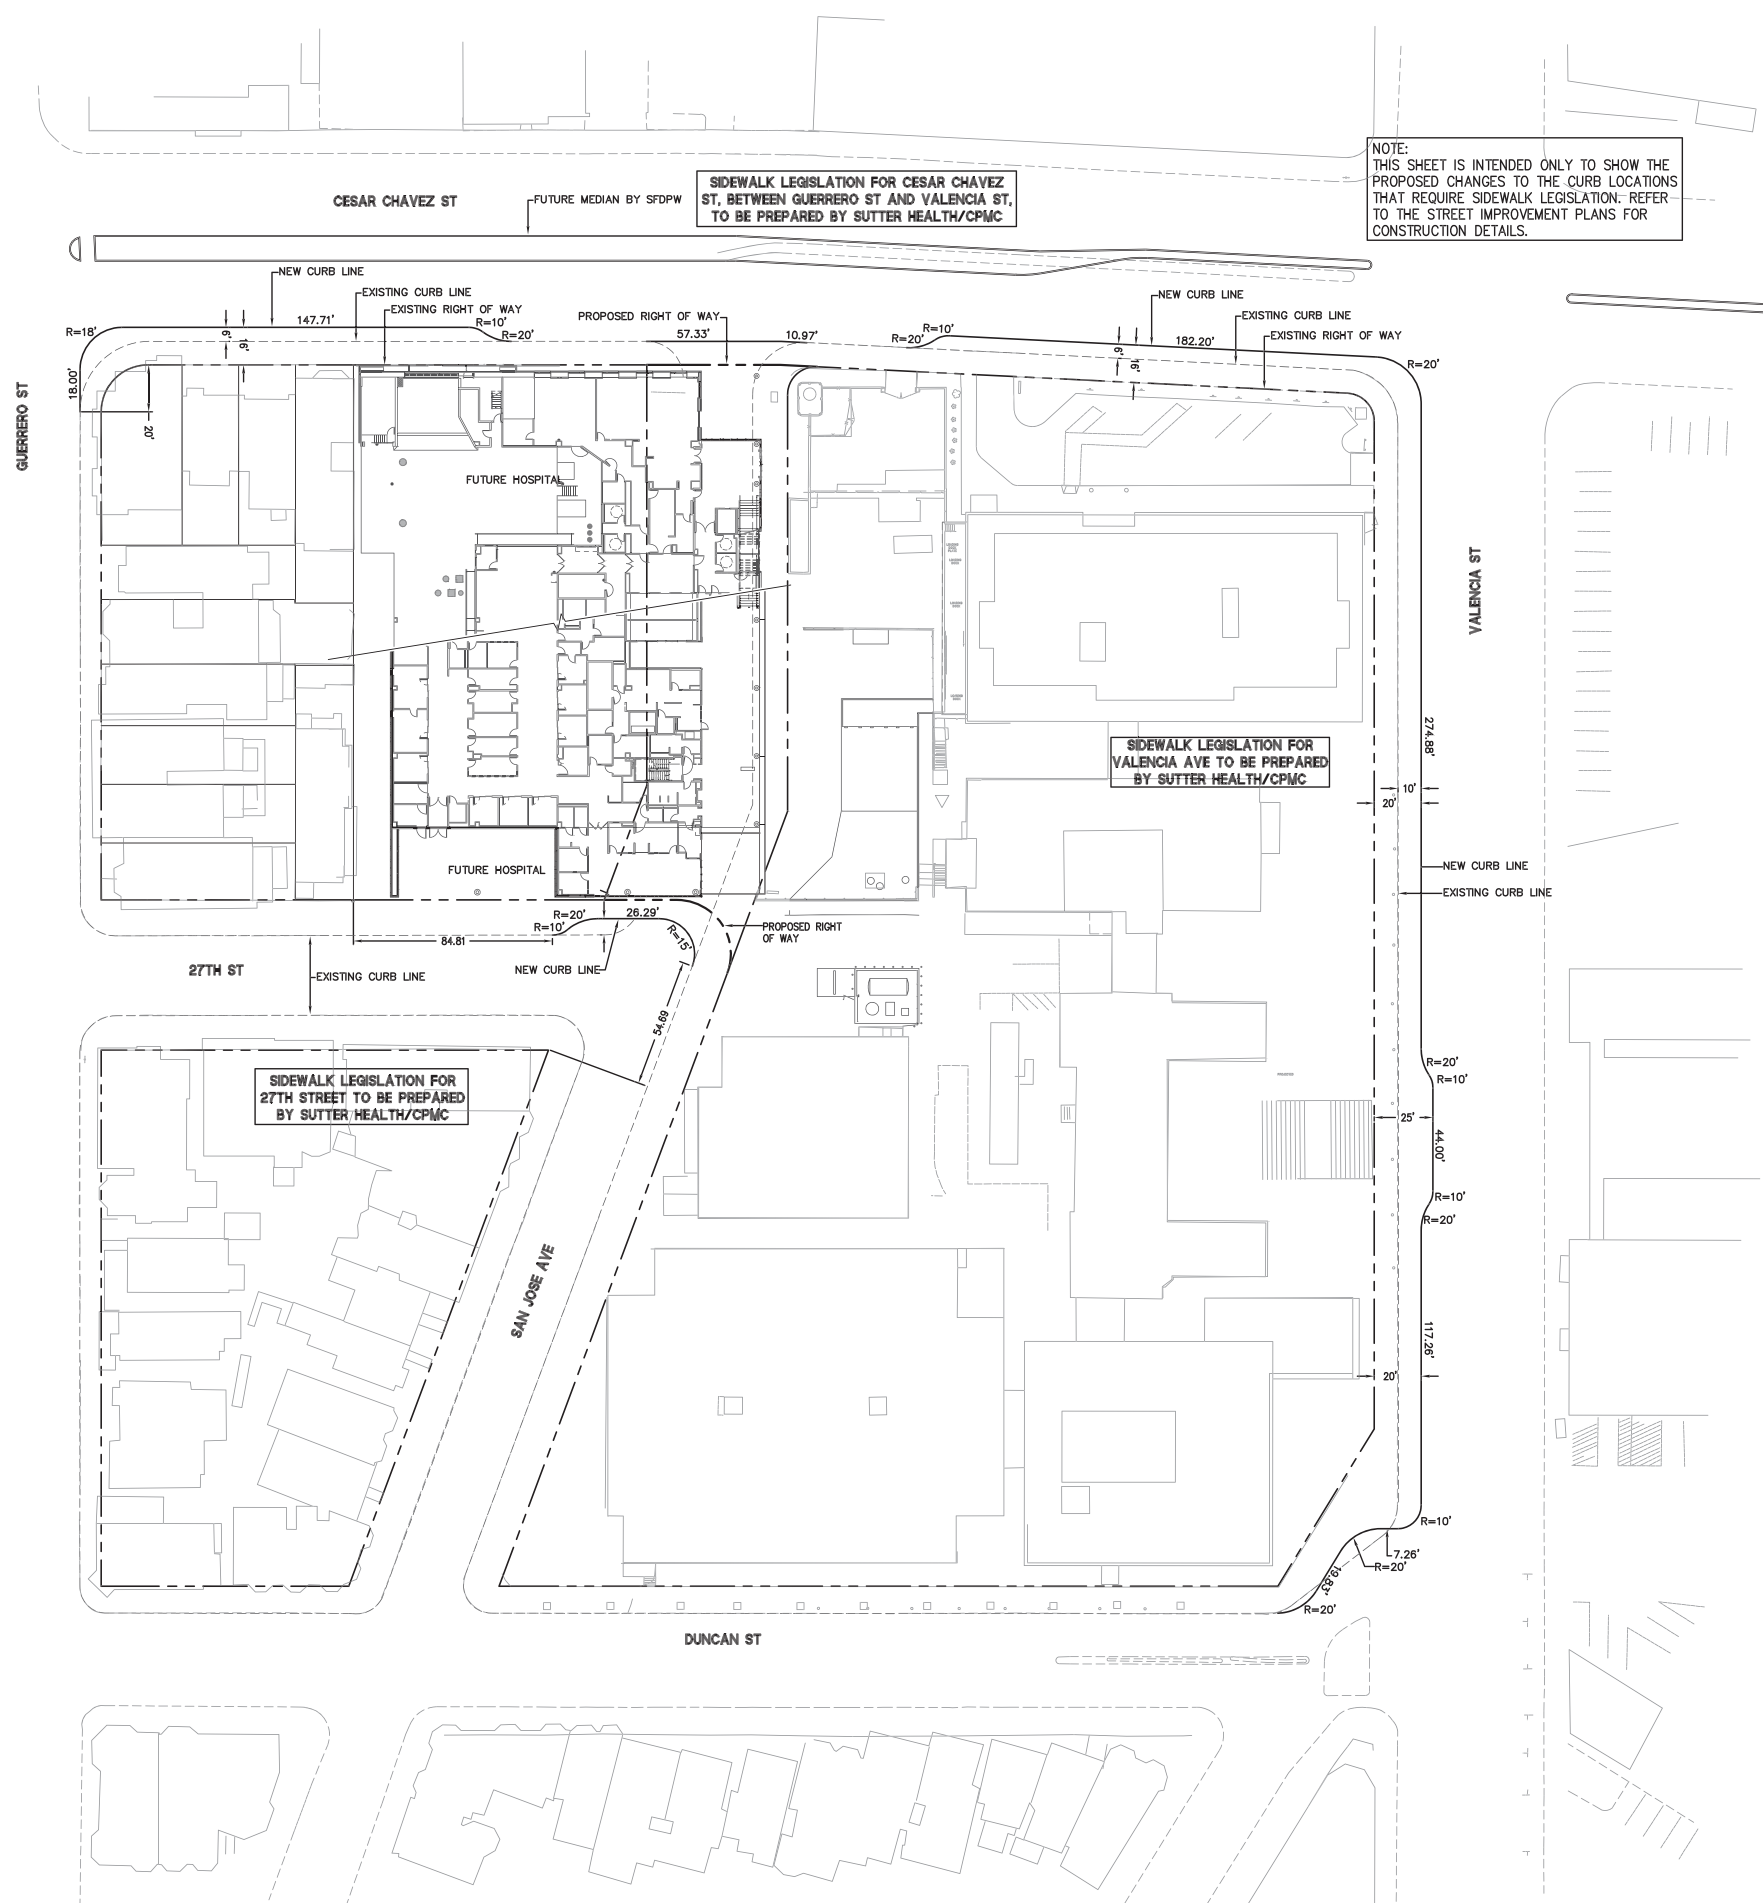 NOTE:
THIS SHEET IS INTENDED ONLY TO SHOW THE
PROPOSED CHANGES TO THE CURB LOCATIONS
THAT REQUIRE SIDEWALK LEGISLATION. REFER
TO THE STREET IMPROVEMENT PLANS FOR
CONSTRUCTION DETAILS.
CESAR CHAVEZ ST
FUTURE MEDIAN BY SFDPW
SIDEWALK LEGISLATION FOR CESAR CHAVEZ
ST, BETWEEN GUERRERO ST AND VALENCIA ST,
TO BE PREPARED BY SUTTER HEALTH/CPMC
NEW CURB LINE
EXISTING CURB LINE
EXISTING RIGHT OF WAY
PROPOSED RIGHT OF WAY
NEW CURB LINE
EXISTING CURB LINE
EXISTING RIGHT OF WAY
R=18'
6'
16'
147.71'
R=10'
R=20'
57.33'
10.97'
R=20'
R=10'
6'
16'
182.20'
R=20'
18.00'
20'
GUERRERO ST
FUTURE HOSPITAL
VALENCIA ST
274.88'
SIDEWALK LEGISLATION FOR
VALENCIA AVE TO BE PREPARED
BY SUTTER HEALTH/CPMC
10'
20'
NEW CURB LINE
EXISTING CURB LINE
FUTURE HOSPITAL
R=20'
R=10'
26.29'
R=15'
PROPOSED RIGHT
OF WAY
84.81
27TH ST
EXISTING CURB LINE
NEW CURB LINE
54.69
SIDEWALK LEGISLATION FOR
27TH STREET TO BE PREPARED
BY SUTTER HEALTH/CPMC
R=20'
R=10'
25'
44.00'
R=10'
R=20'
SAN JOSE AVE
117.26'
20'
R=10'
7.26'
R=20'
19.83'
R=20'
DUNCAN ST